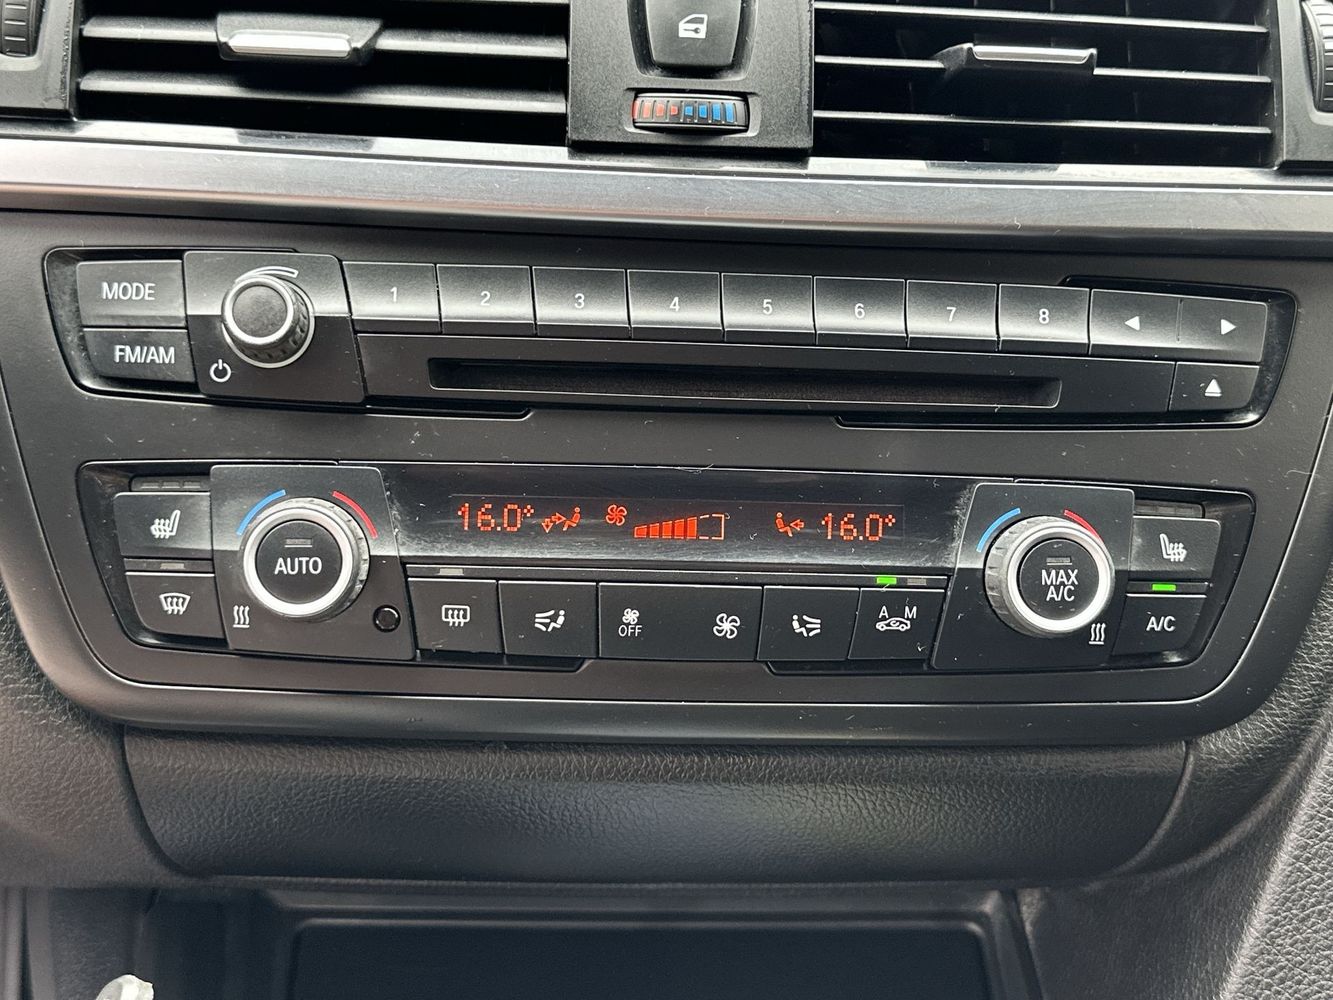 MODE
1 2 3 4 5 6 7 8
FM/AM
16.0° 16.0°
AUTO
MAX
A/C
OFF
A M
A/C